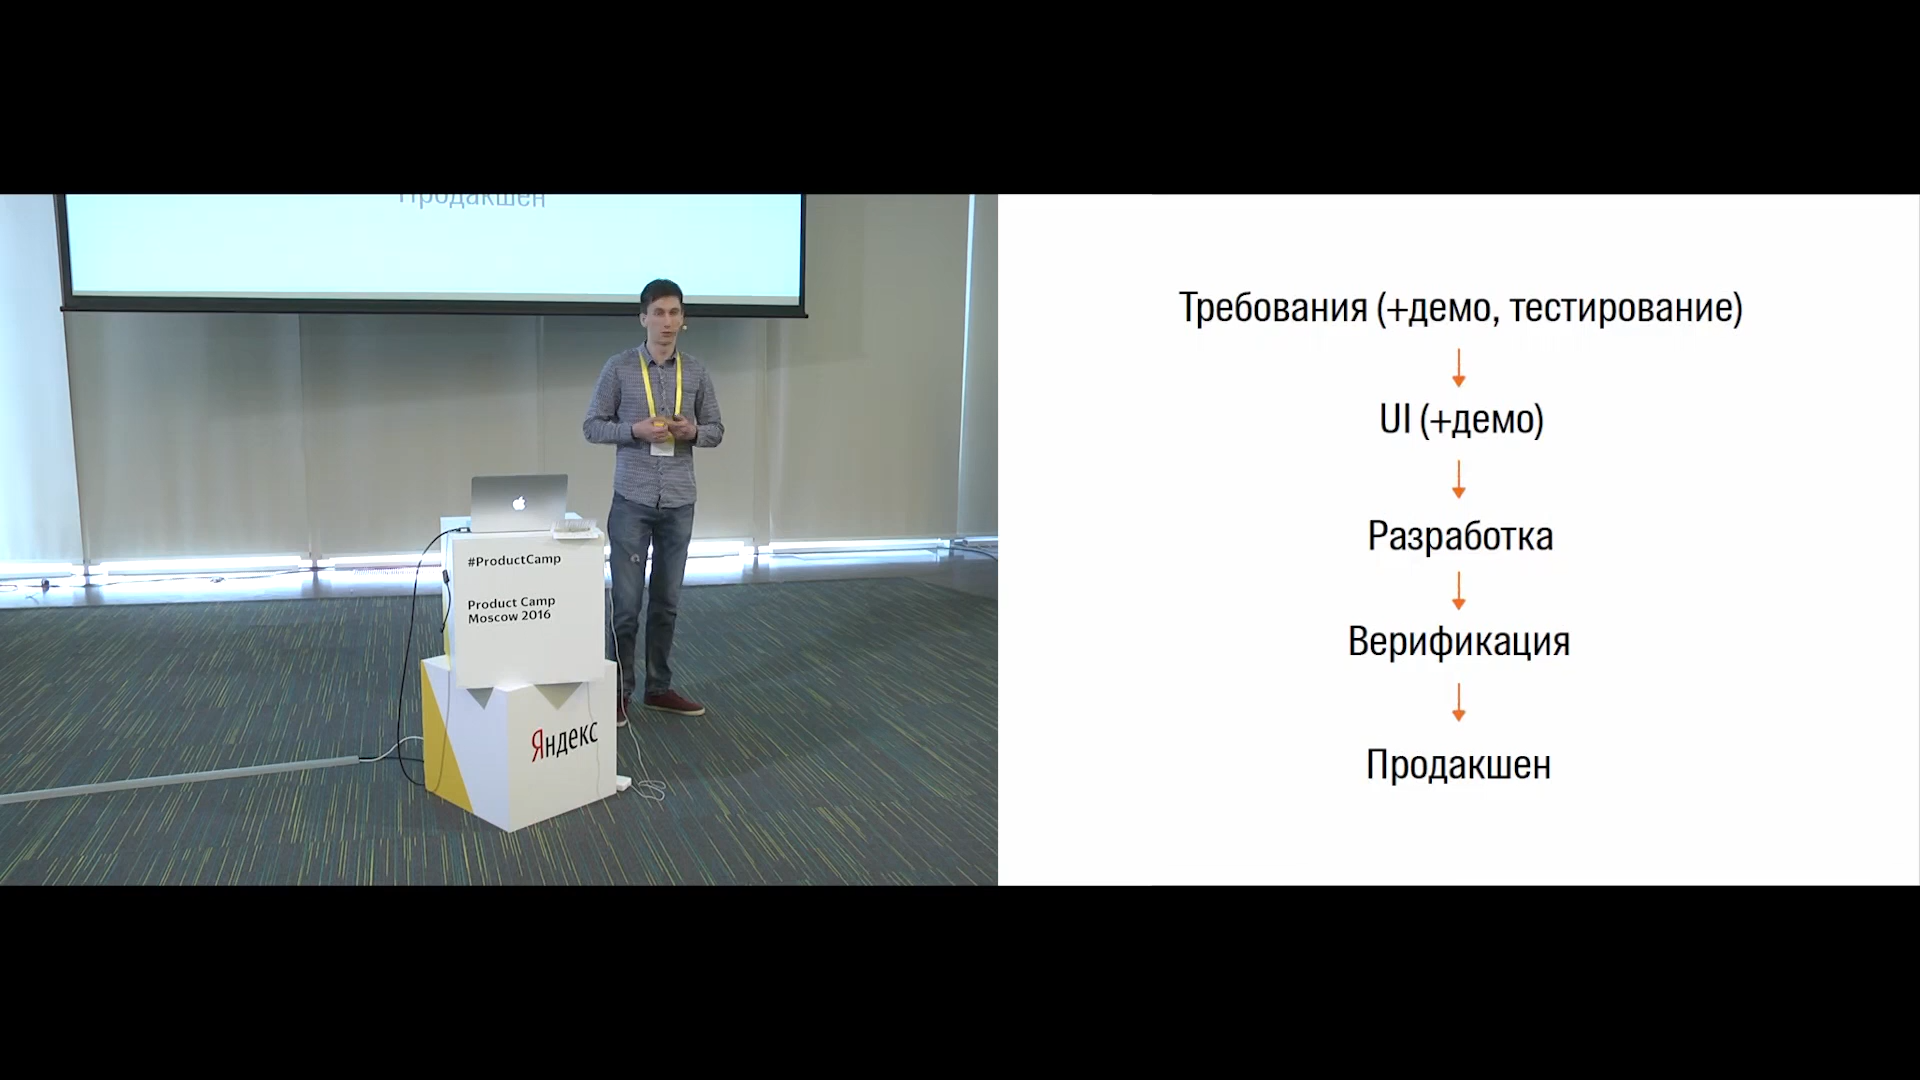 Продакшен
#ProductCamp
Product Camp
Moscow 2016
Яндекс
Требования (+демо, тестирование)
UI (+демо)
Разработка
Верификация
Продакшен